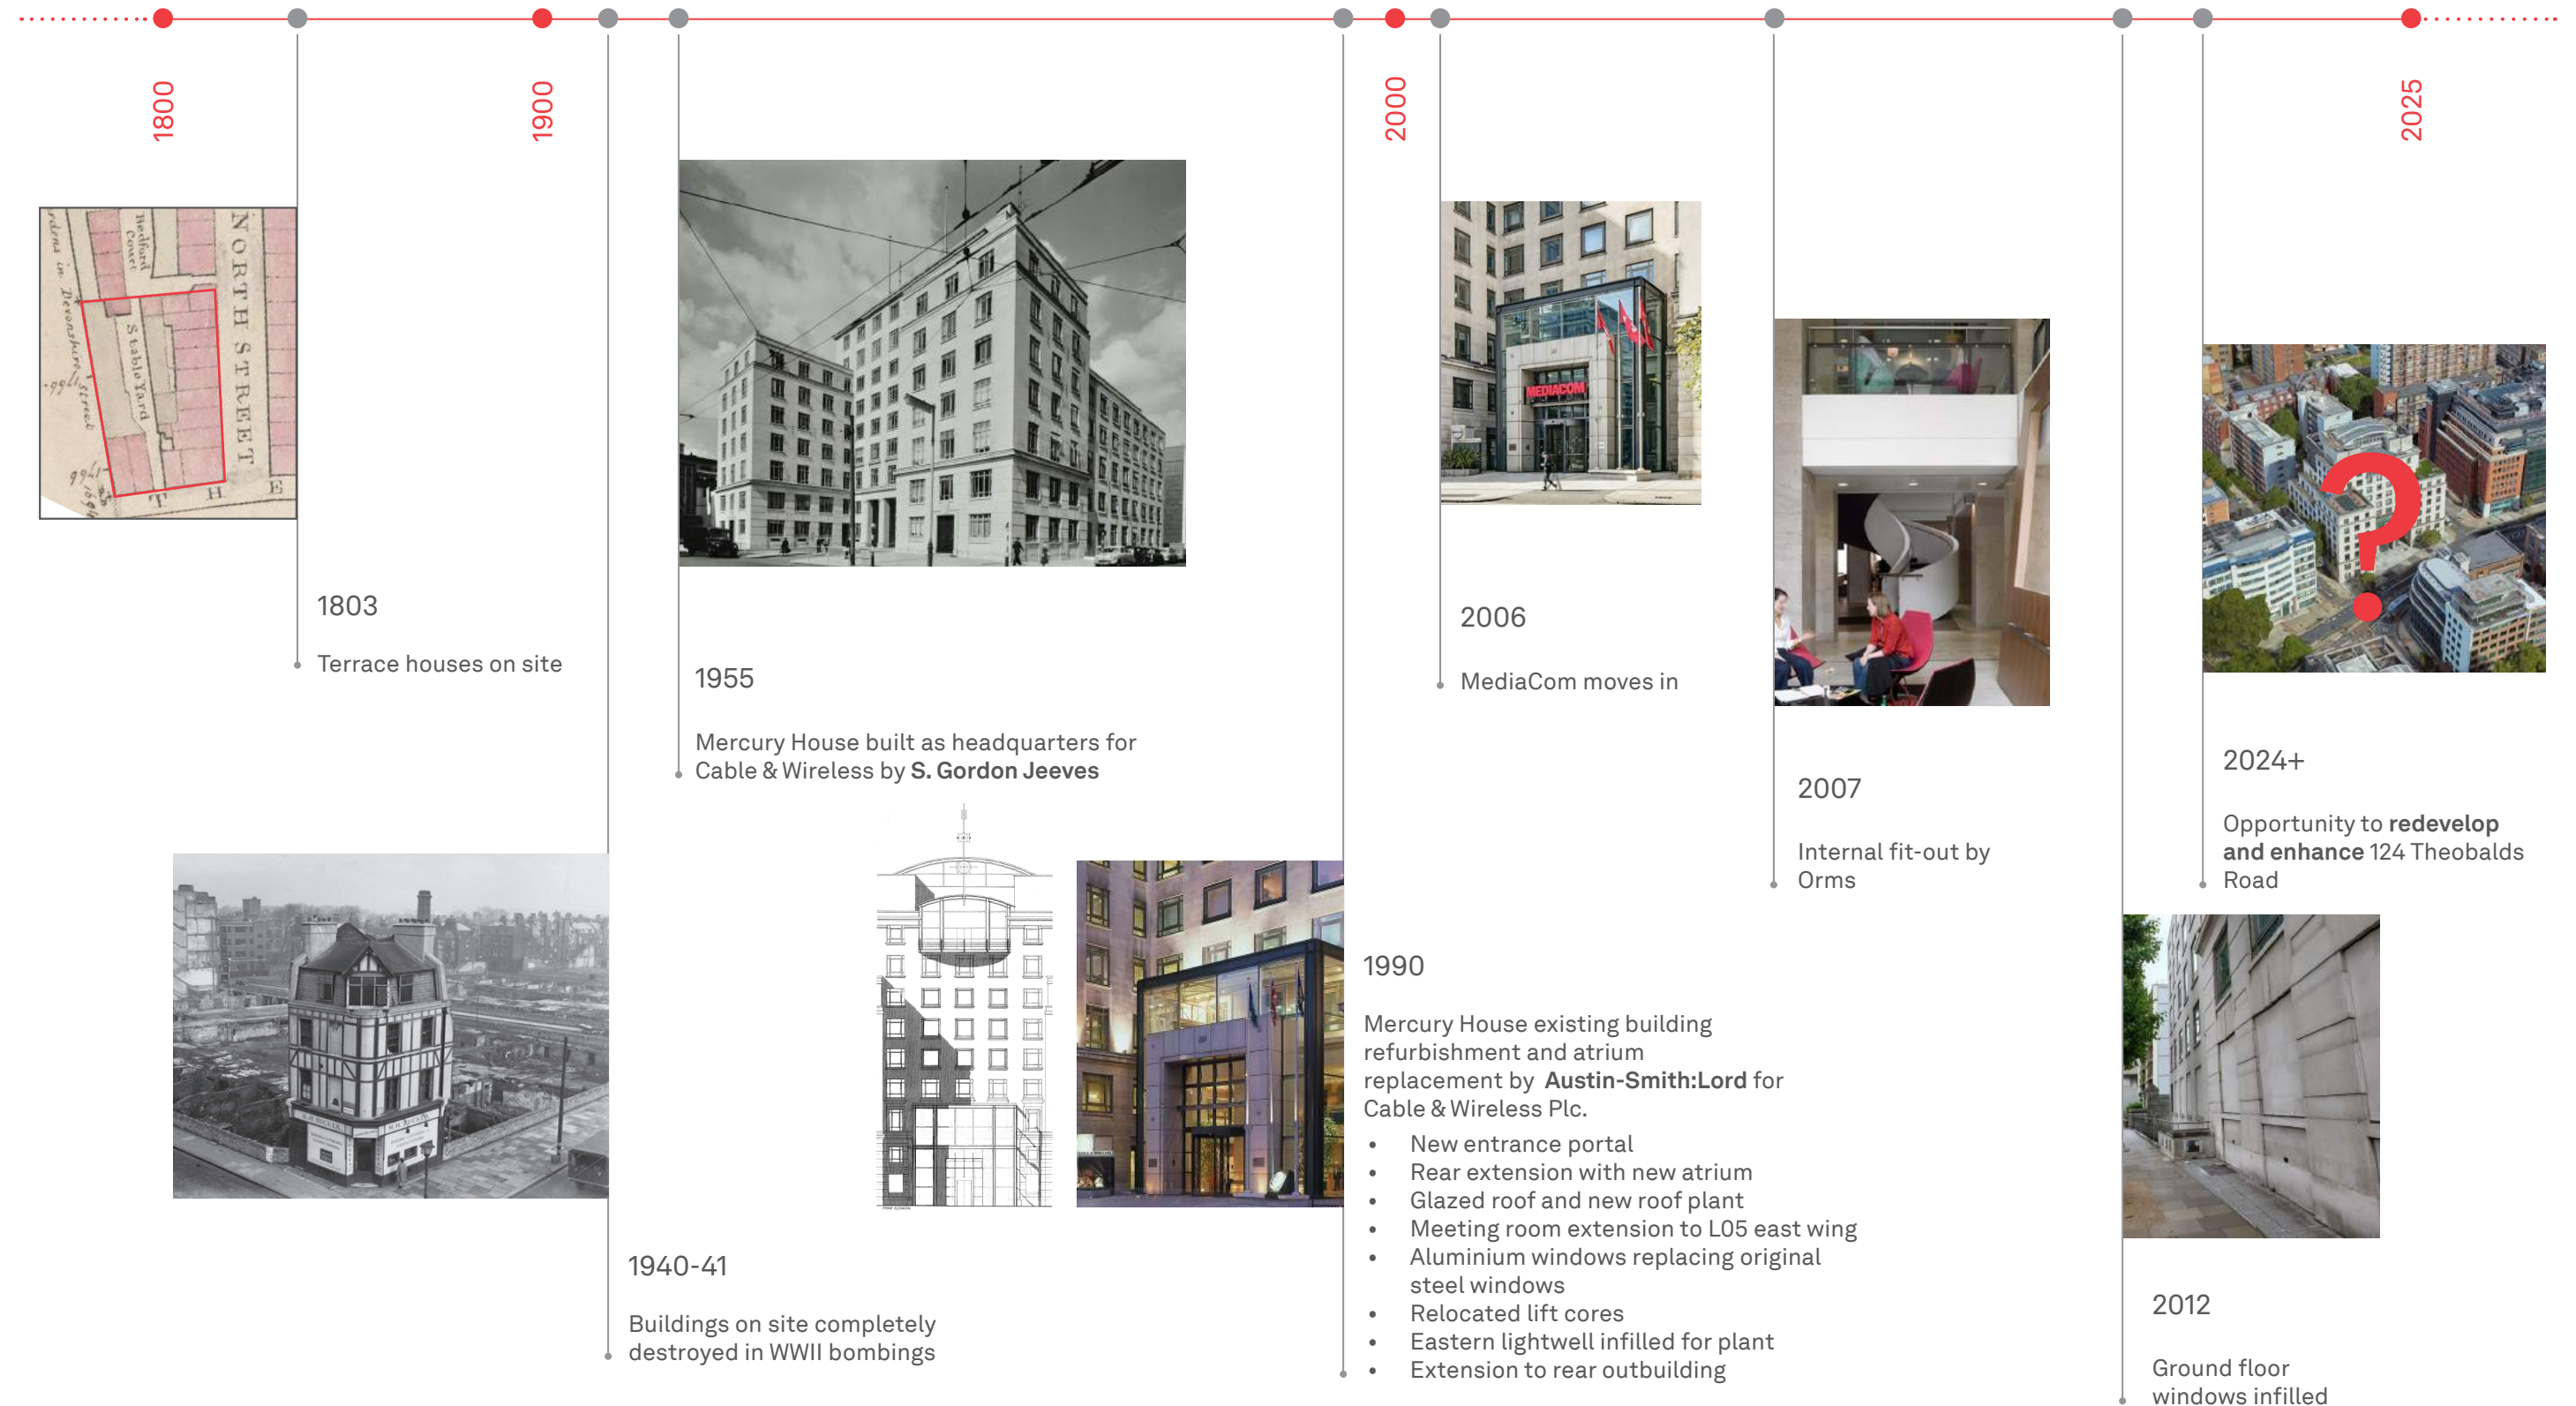 1800
1900
2000
2025
NORTH STREET
Bedford
Court
Stable Yard
Devonshire Street
T H E
1803
Terrace houses on site
1940-41
Buildings on site completely
destroyed in WWII bombings
1955
Mercury House built as headquarters for
Cable & Wireless by S. Gordon Jeeves
1990
Mercury House existing building
refurbishment and atrium
replacement by Austin-Smith:Lord for
Cable & Wireless Plc.
• New entrance portal
• Rear extension with new atrium
• Glazed roof and new roof plant
• Meeting room extension to L05 east wing
• Aluminium windows replacing original
steel windows
• Relocated lift cores
• Eastern lightwell infilled for plant
• Extension to rear outbuilding
MEDIACOM
2006
MediaCom moves in
2007
Internal fit-out by
Orms
2012
Ground floor
windows infilled
?
2024+
Opportunity to redevelop
and enhance 124 Theobalds
Road